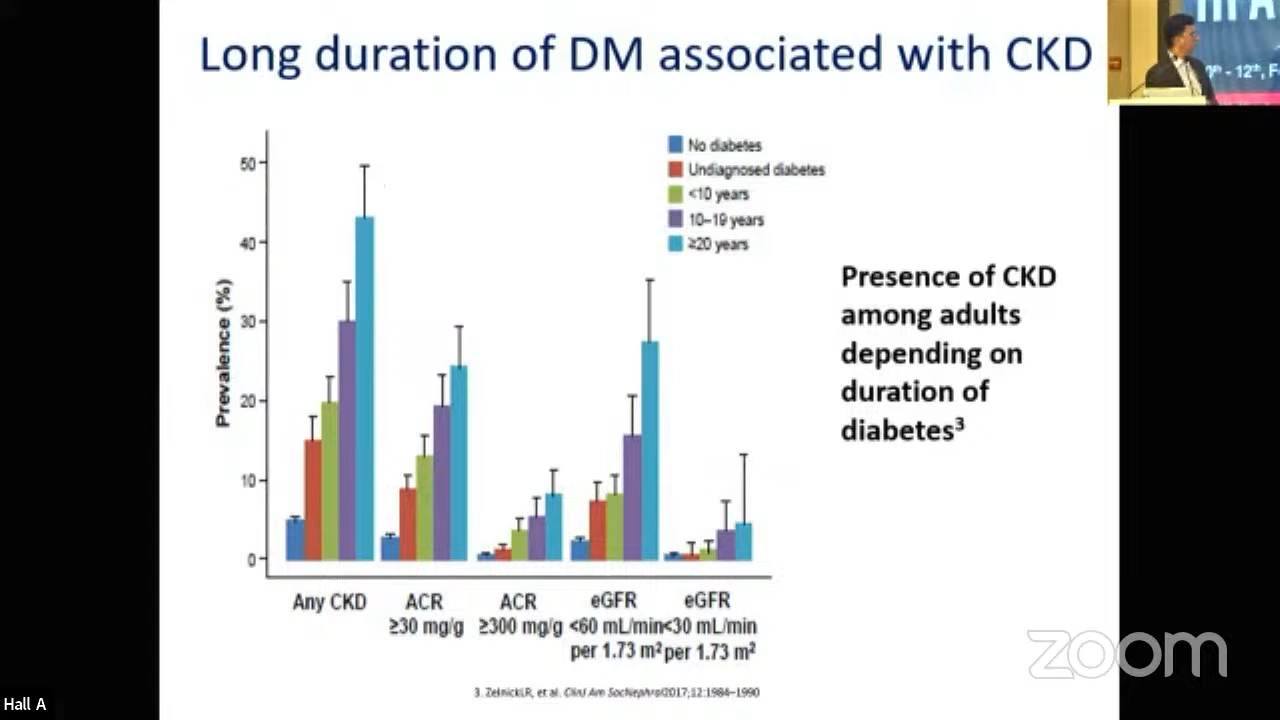 Long duration of DM associated with CKD
- 12th, F
No diabetes
Undiagnosed diabetes
<10 years
10–19 years
≥20 years
50
40
30
20
10
0
Prevalence (%)
Presence of CKD
among adults
depending on
duration of
diabetes³
Any CKD
ACR
≥30 mg/g
ACR
≥300 mg/g
eGFR
<60 mL/min
per 1.73 m²
eGFR
<30 mL/min
per 1.73 m²
3. ZelnickLR, et al. ClinJ Am SocNephrol2017;12:1984–1990
zoom
Hall A